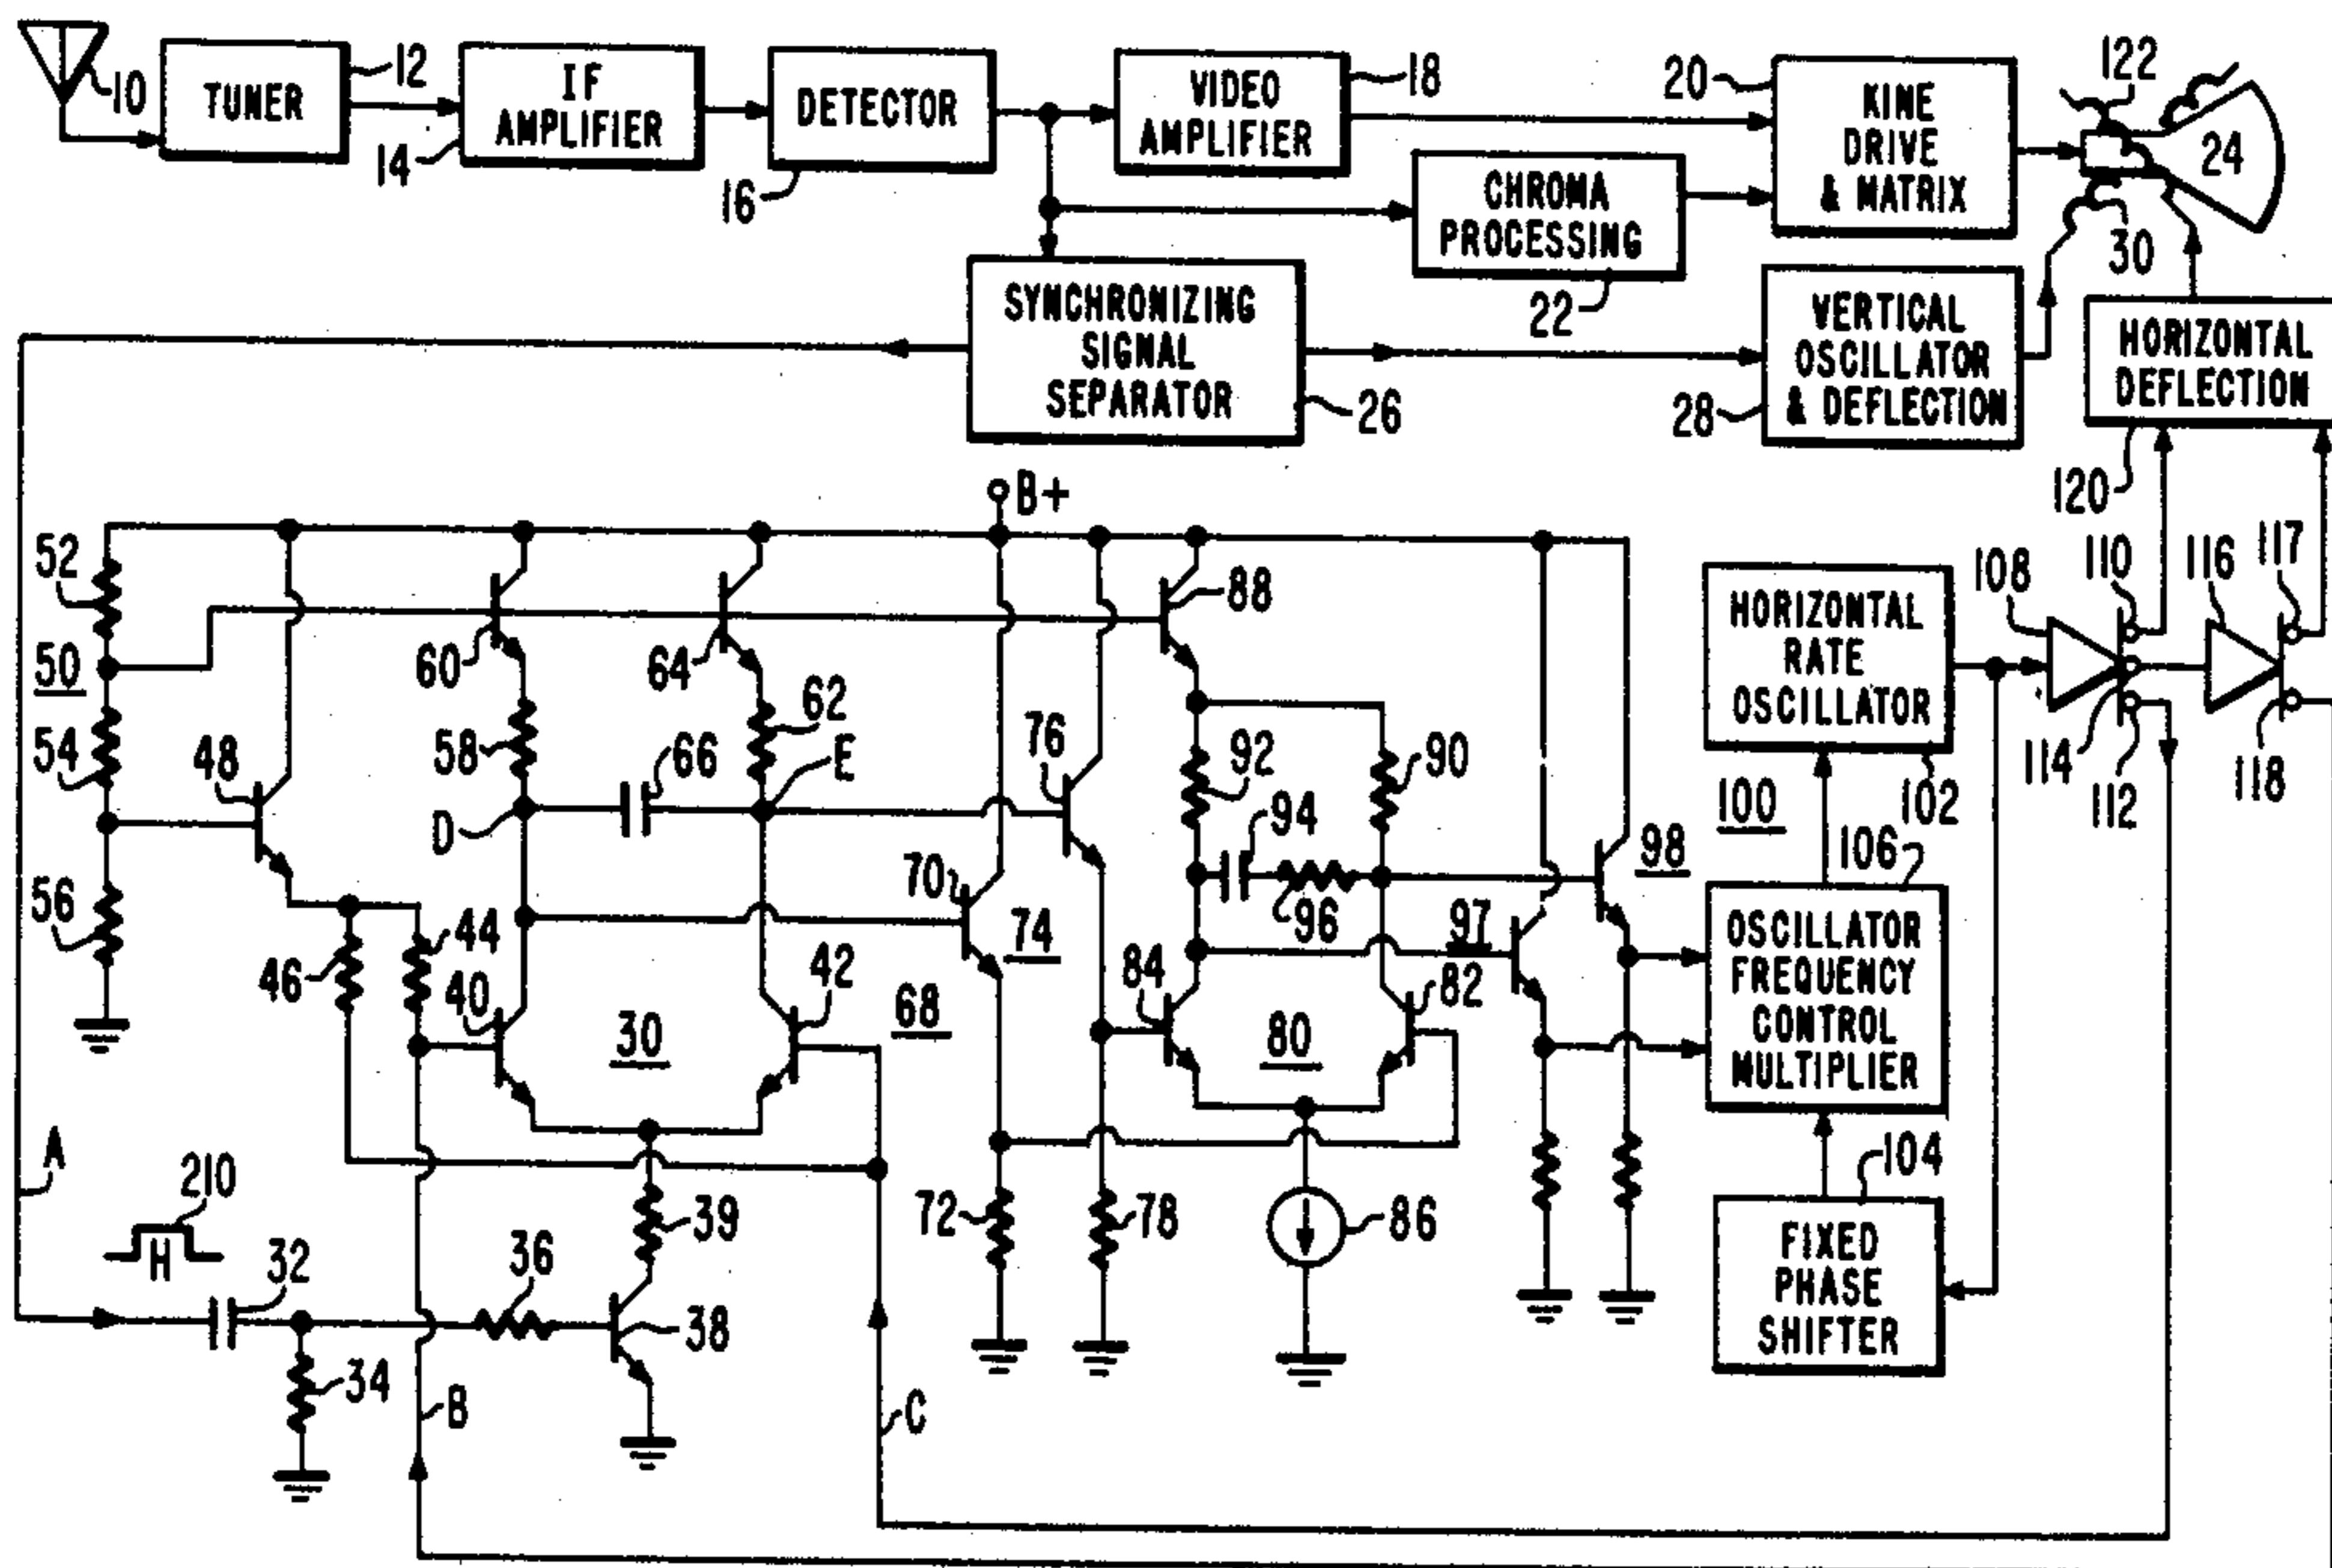 10
TUNER
12
IF
AMPLIFIER
14
DETECTOR
16
VIDEO
AMPLIFIER
18
20
KINE
DRIVE
& MATRIX
122
24
CHROMA
PROCESSING
22
30
SYNCHRONIZING
SIGNAL
SEPARATOR
26
VERTICAL
OSCILLATOR
& DEFLECTION
28
HORIZONTAL
DEFLECTION
120
B+
52
50
54
56
48
60
58
64
62
66
D
E
76
88
92
90
94
96
98
97
70
74
68
46
44
40
30
42
84
80
82
72
78
86
HORIZONTAL
RATE
OSCILLATOR
100
102
106
OSCILLATOR
FREQUENCY
CONTROL
MULTIPLIER
104
FIXED
PHASE
SHIFTER
108
110
116
117
114
112
118
A
210
H
32
34
36
38
39
B
C